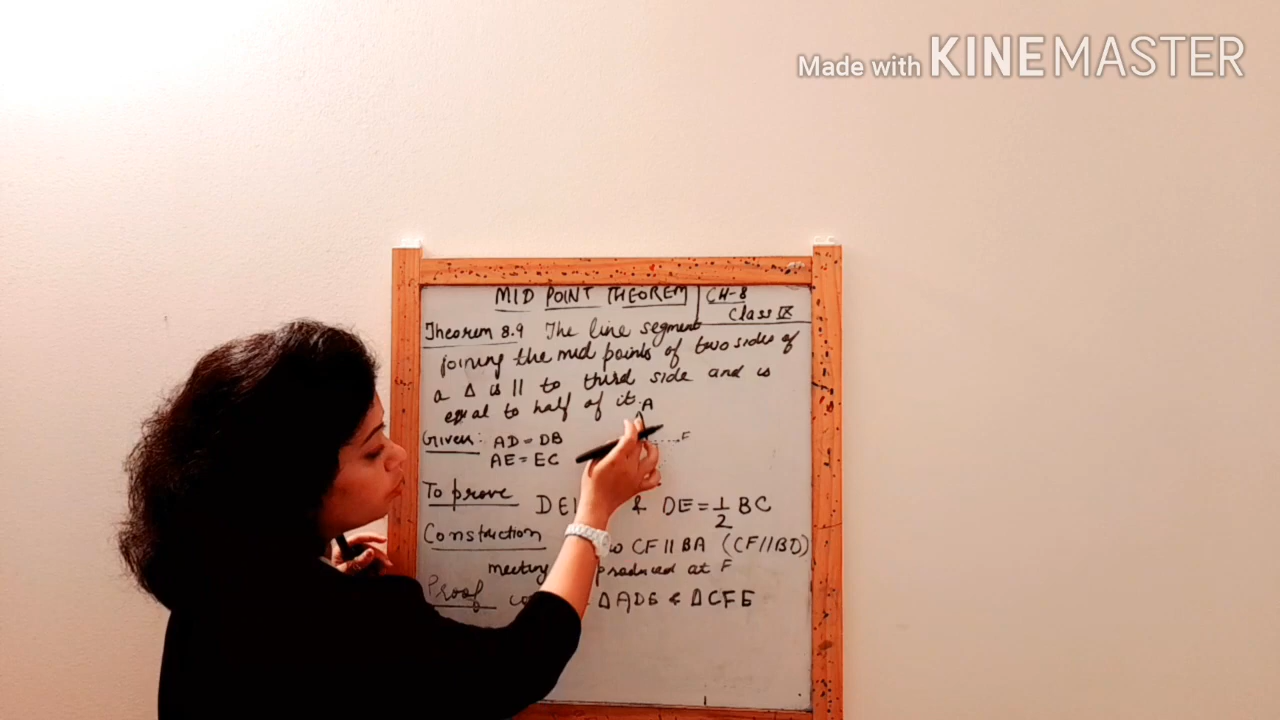 Made with KINEMASTER
MID POINT THEOREM CH-8
Class IX
Theorem 8.9 The line segment
joining the mid points of two sides of
a Δ is || to third side and is
equal to half of it.
A
Given: AD = DB
F
AE = EC
To prove DE & DE = 1/2 BC
Construction CF || BA (CF || BD)
meeting produced at F
Proof ΔADE & ΔCFE